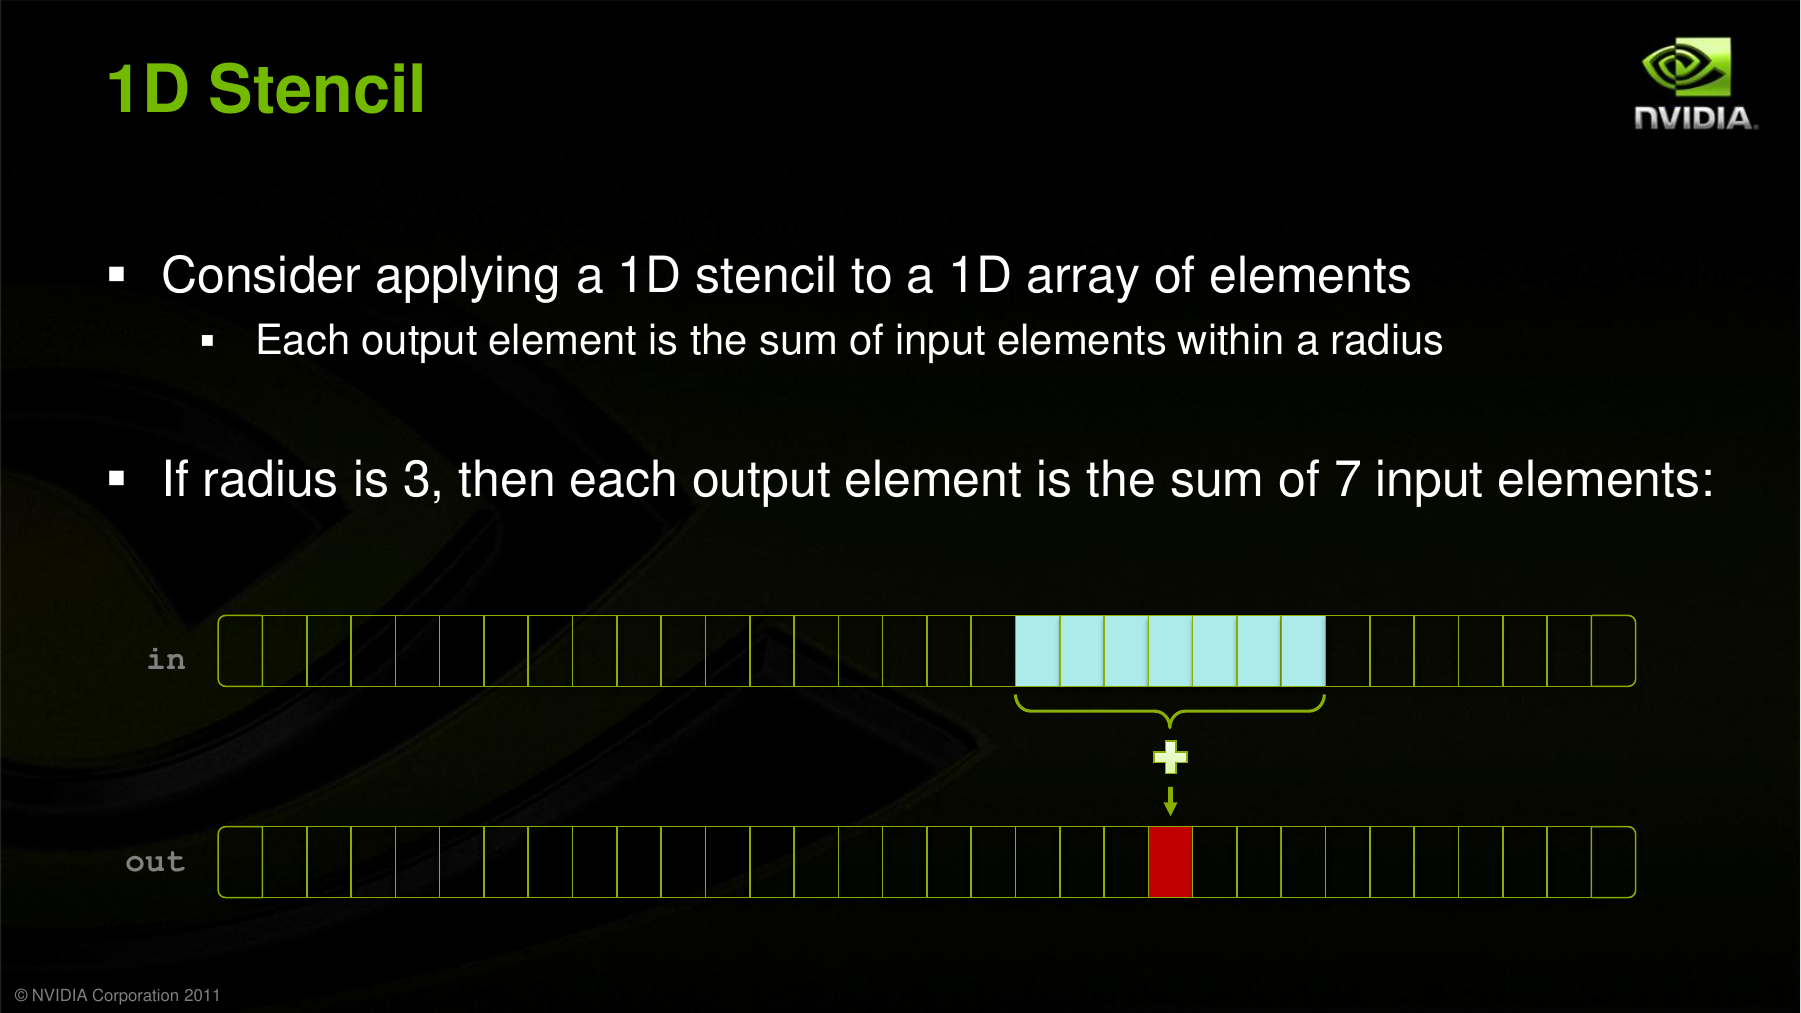 1D Stencil
NVIDIA.
▪ Consider applying a 1D stencil to a 1D array of elements
▪ Each output element is the sum of input elements within a radius
▪ If radius is 3, then each output element is the sum of 7 input elements:
in
out
© NVIDIA Corporation 2011